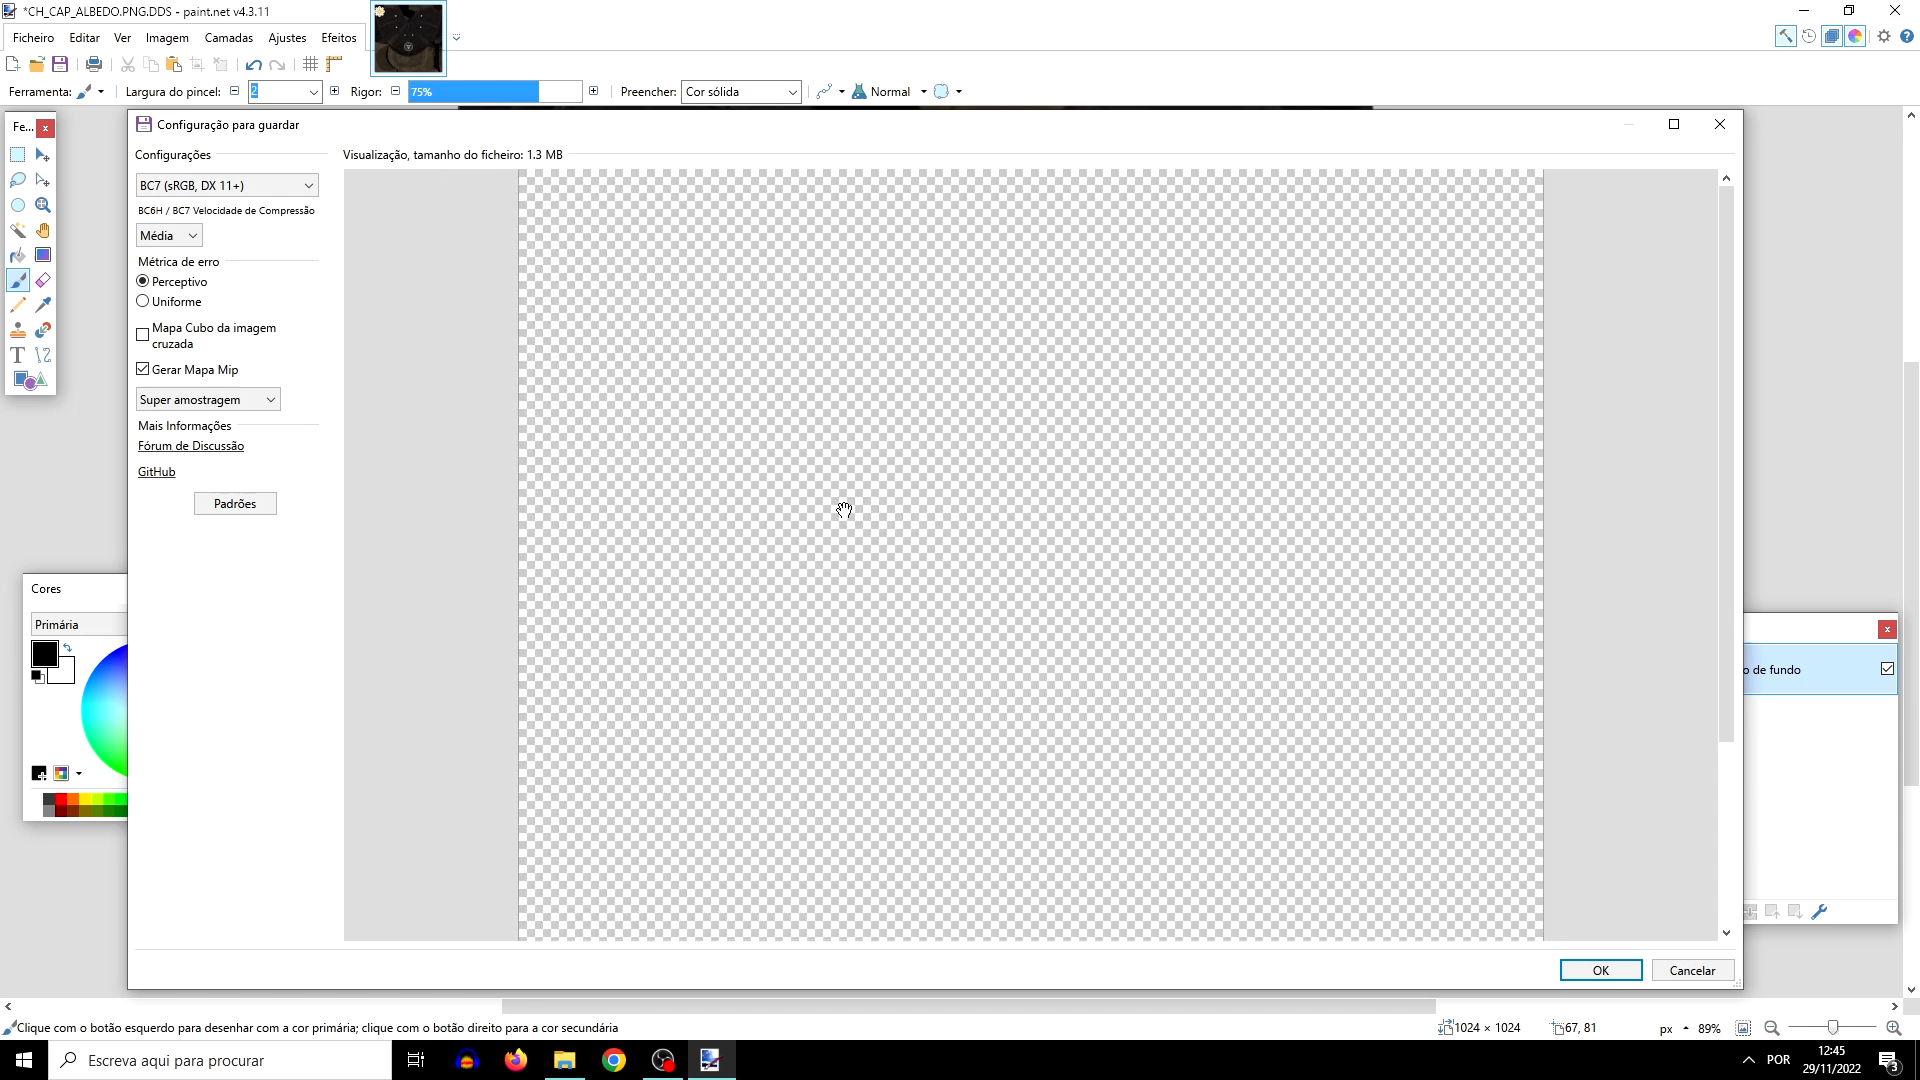 *CH_CAP_ALBEDO.PNG.DDS - paint.net v4.3.11
Ficheiro Editar Ver Imagem Camadas Ajustes Efeitos
Ferramenta: Largura do pincel: 2 Rigor: 75% Preencher: Cor sólida Normal
Fe...
Configuração para guardar
Configurações
Visualização, tamanho do ficheiro: 1.3 MB
BC7 (sRGB, DX 11+)
BC6H / BC7 Velocidade de Compressão
Média
Métrica de erro
Perceptivo
Uniforme
Mapa Cubo da imagem
cruzada
Gerar Mapa Mip
Super amostragem
Mais Informações
Fórum de Discussão
GitHub
Padrões
Cores
Primária
o de fundo
OK Cancelar
Clique com o botão esquerdo para desenhar com a cor primária; clique com o botão direito para a cor secundária
1024 × 1024
67, 81
px
89%
Escreva aqui para procurar
POR
12:45
29/11/2022
3